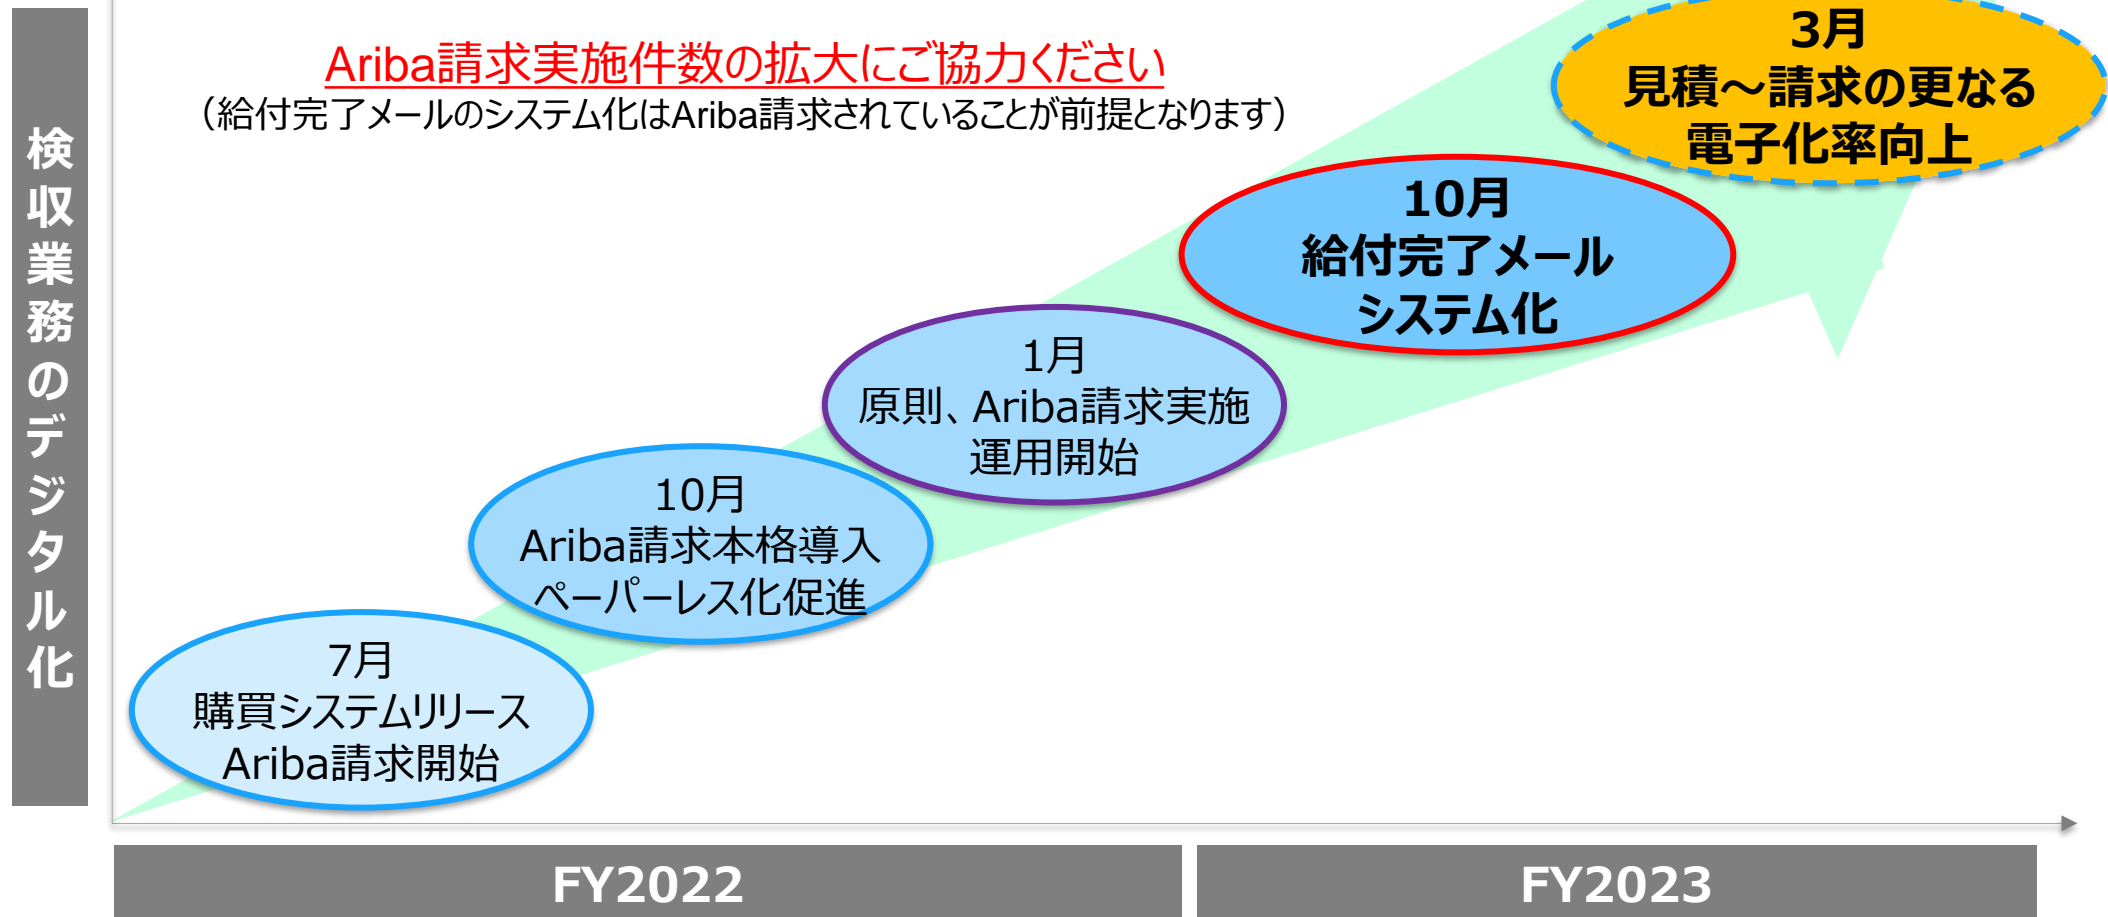 検収業務のデジタル化
Ariba請求実施件数の拡大にご協力ください
（給付完了メールのシステム化はAriba請求されていることが前提となります）
3月
見積～請求の更なる
電子化率向上
10月
給付完了メール
システム化
1月
原則、Ariba請求実施
運用開始
10月
Ariba請求本格導入
ペーパーレス化促進
7月
購買システムリリース
Ariba請求開始
FY2022
FY2023